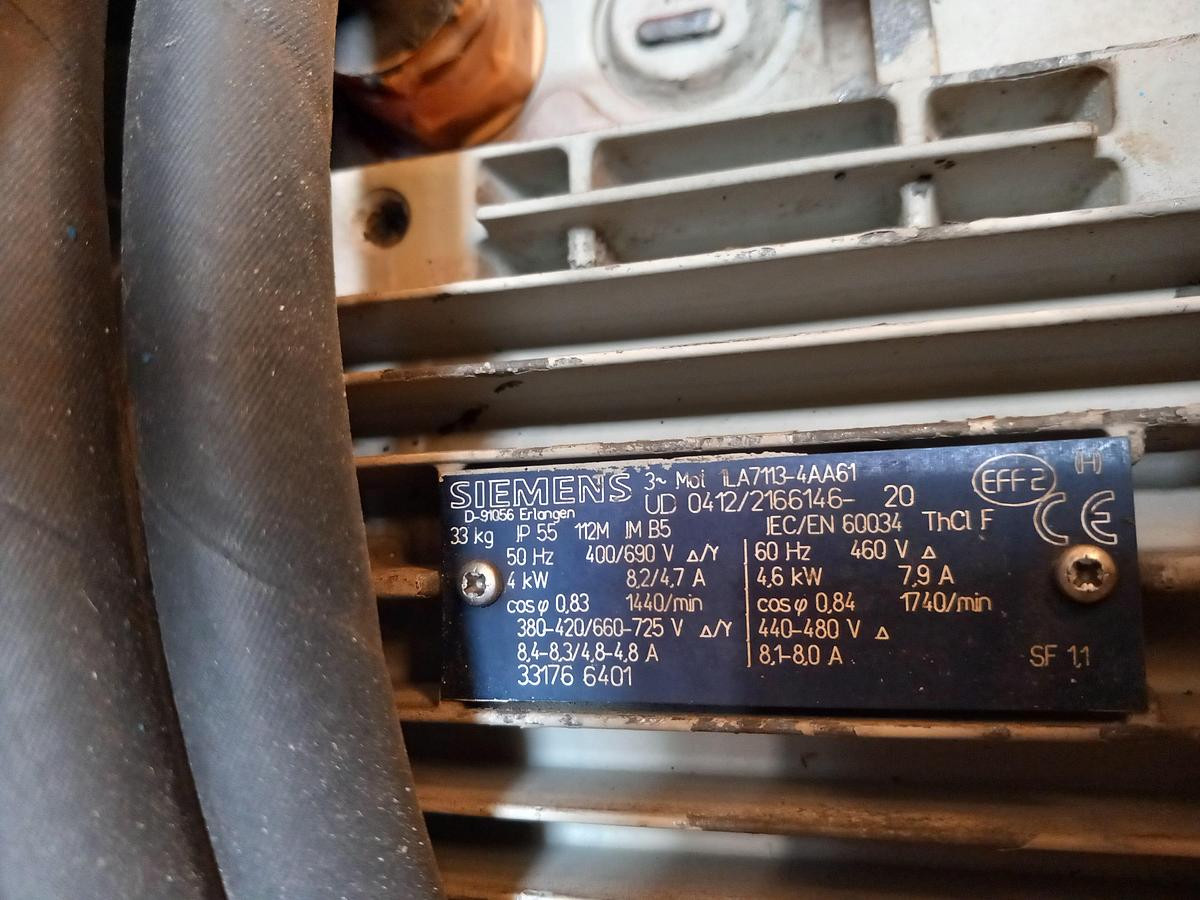 SIEMENS 3~ Mot 1LA7113-4AA61 EFF 2 (H)
D-91056 Erlangen UD 0412/2166146- 20 CE
33 kg IP 55 112M IM B5 IEC/EN 60034 ThCl F
50 Hz 400/690 V Δ/Y 60 Hz 460 V Δ
4 kW 8,2/4,7 A 4,6 kW 7,9 A
cos φ 0,83 1440/min cos φ 0,84 1740/min
380-420/660-725 V Δ/Y 440-480 V Δ
8,4-8,3/4,8-4,8 A 8,1-8,0 A SF 1,1
33176 6401